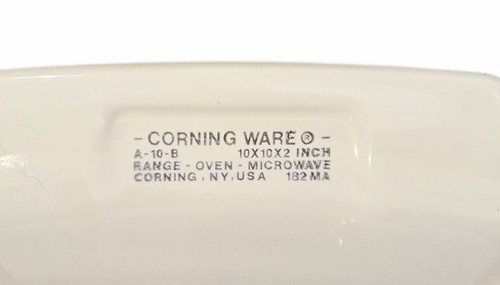 - CORNING WARE ® -
A-10-B 10X10X2 INCH
RANGE - OVEN - MICROWAVE
CORNING . NY. USA 182 MA